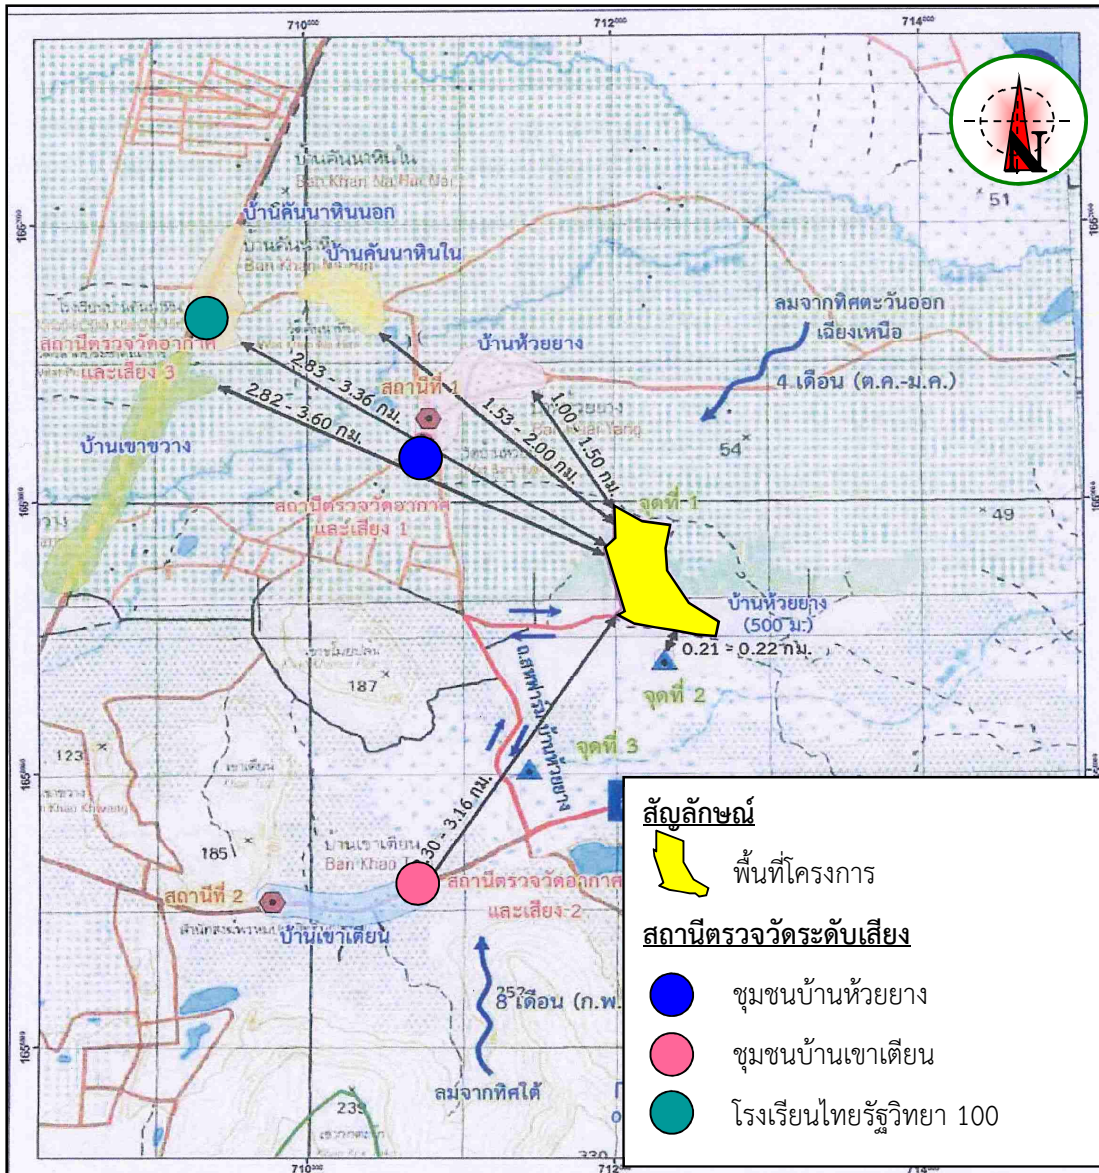 710⁰⁰⁰
712⁰⁰⁰
714⁰⁰⁰
N
51
บ้านคันนาหินใน
บ้านคันนาหินนอก
บ้านคันนาหินใน
ลมจากทิศตะวันออก
เฉียงเหนือ
4 เดือน (ต.ค.-ม.ค.)
สถานีตรวจวัดอากาศ
และเสียง 3
บ้านห้วยยาง
สถานีที่ 1
2.83 - 3.36 กม.
2.82 - 3.60 กม.
1.53 - 2.00 กม.
1.00 - 1.50 กม.
Ban Huai Yang
บ้านเขาขวาง
54
49
สถานีตรวจวัดอากาศ
และเสียง 1
จุดที่ 1
บ้านห้วยยาง
(500 ม.)
0.21 - 0.22 กม.
จุดที่ 2
187
จุดที่ 3
123
เขาเตียน
185
บ้านเขาเตียน
Ban Khao
30 - 3.16 กม.
สถานีที่ 2
สถานีตรวจวัดอากาศ
และเสียง 2
บ้านเขาเตียน
252
8 เดือน (ก.พ.
ลมจากทิศใต้
239
330
710⁰⁰⁰
712⁰⁰⁰
สัญลักษณ์
พื้นที่โครงการ
สถานีตรวจวัดระดับเสียง
ชุมชนบ้านห้วยยาง
ชุมชนบ้านเขาเตียน
โรงเรียนไทยรัฐวิทยา 100